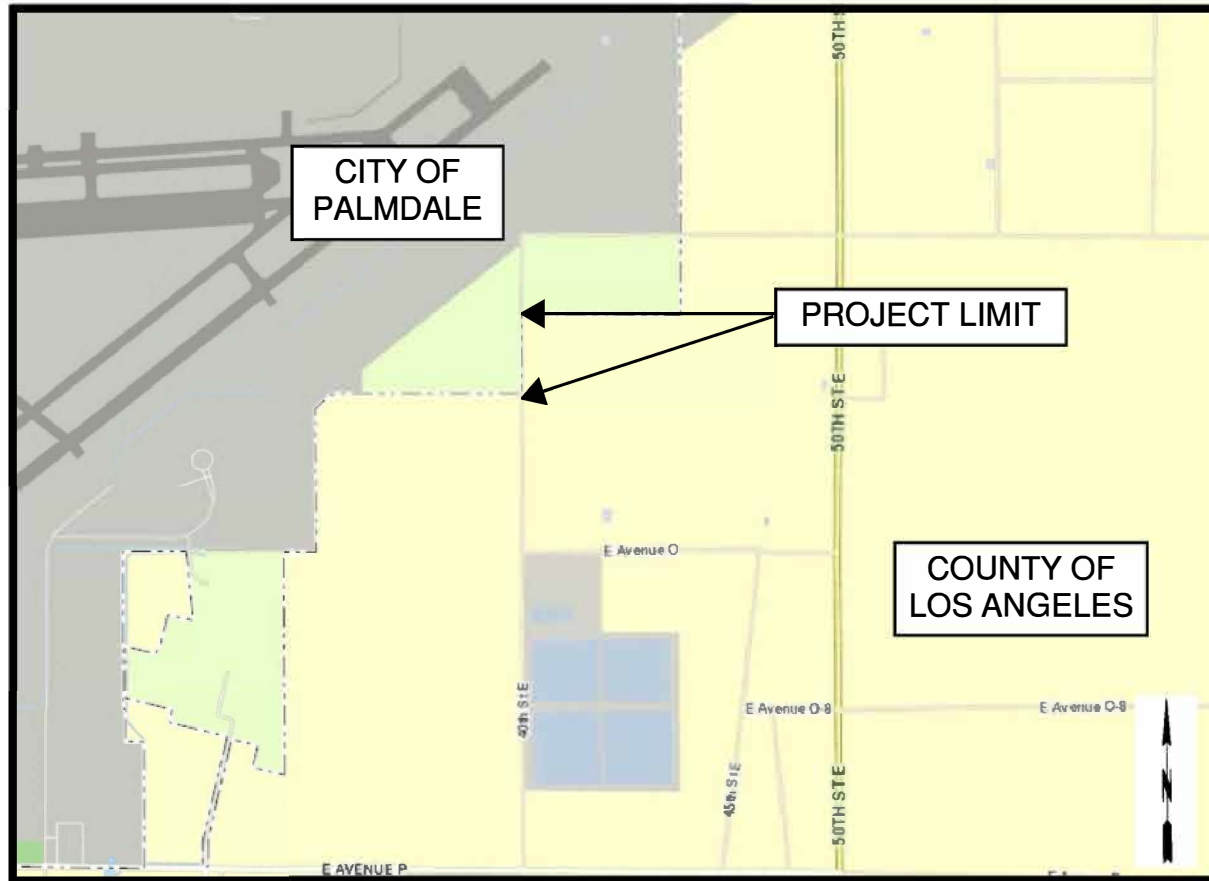 50TH
CITY OF
PALMDALE
PROJECT LIMIT
50TH ST E
E Avenue O
COUNTY OF
LOS ANGELES
40th St E
E Avenue O-8
E Avenue O-8
45th St E
50TH ST E
N
E AVENUE P